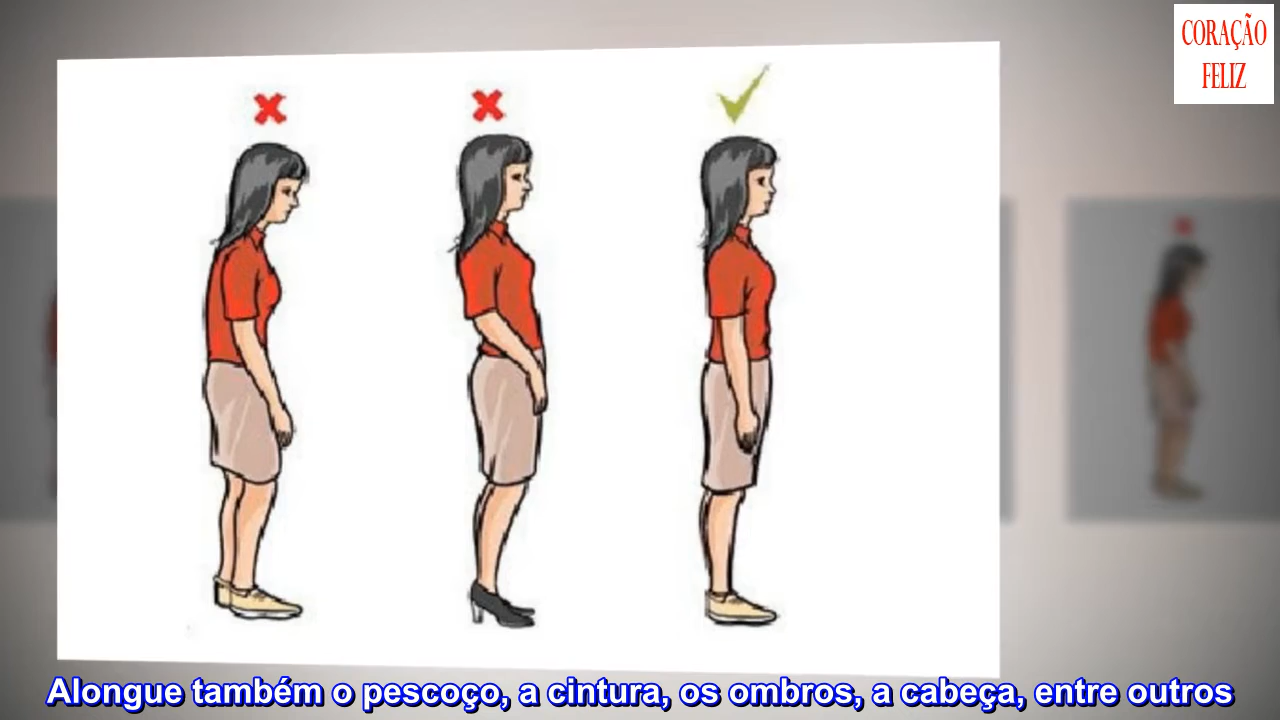 CORAÇÃO
FELIZ
Alongue também o pescoço, a cintura, os ombros, a cabeça, entre outros